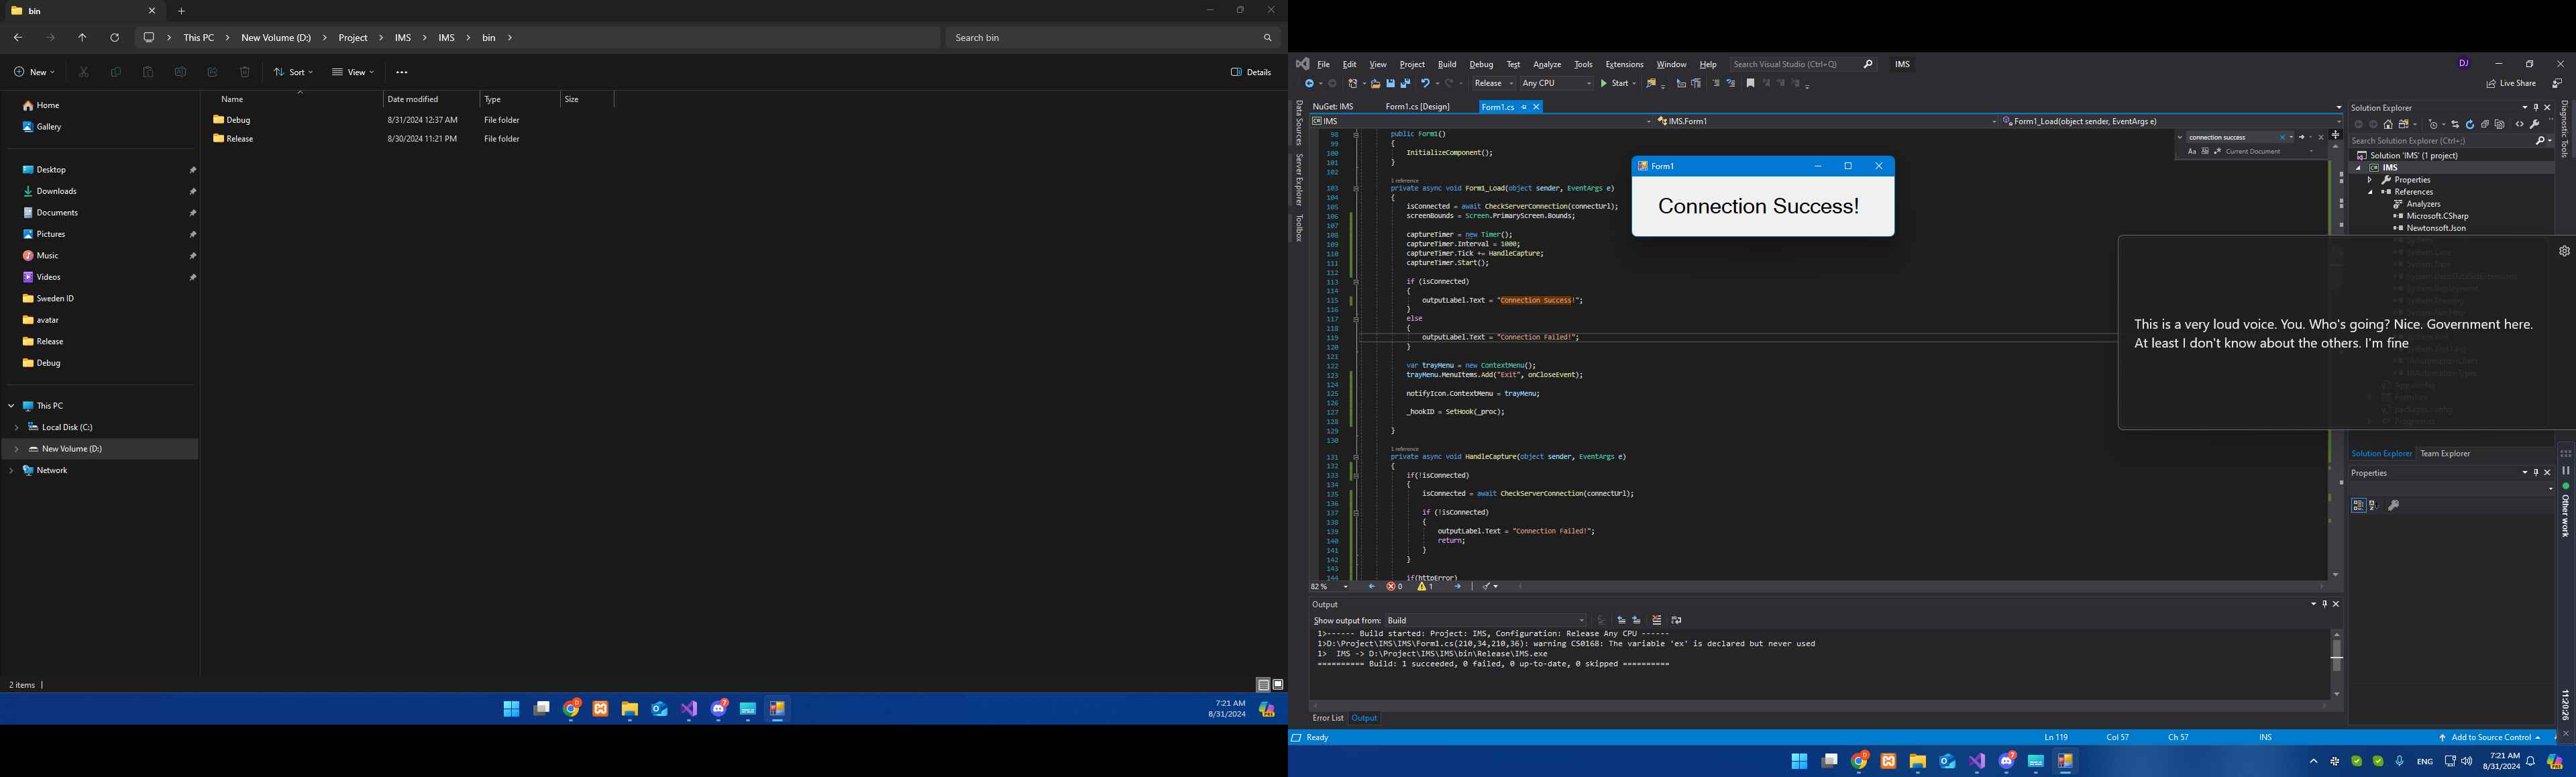 bin
This PC > New Volume (D:) > Project > IMS > IMS > bin >
Search bin
New
Sort
View
Details
Name
Date modified
Type
Size
Debug 8/31/2024 12:37 AM File folder
Release 8/30/2024 11:21 PM File folder
Home
Gallery
Desktop
Downloads
Documents
Pictures
Music
Videos
Sweden ID
avatar
Release
Debug
This PC
Local Disk (C:)
New Volume (D:)
Network
2 items
7:21 AM
8/31/2024
File Edit View Project Build Debug Test Analyze Tools Extensions Window Help
Search Visual Studio (Ctrl+Q)
IMS
DJ
Release
Any CPU
Start
Live Share
Data Sources
Server Explorer
Toolbox
NuGet: IMS
Form1.cs [Design]
Form1.cs
IMS
IMS.Form1
Form1_Load(object sender, EventArgs e)
connection success
Aa
Current Document
98 public Form1()
99 {
100 InitializeComponent();
101 }
102
1 reference
103 private async void Form1_Load(object sender, EventArgs e)
104 {
105 isConnected = await CheckServerConnection(connectUrl);
106 screenBounds = Screen.PrimaryScreen.Bounds;
107
108 captureTimer = new Timer();
109 captureTimer.Interval = 1000;
110 captureTimer.Tick += HandleCapture;
111 captureTimer.Start();
112
113 if (isConnected)
114 {
115 outputLabel.Text = "Connection Success!";
116 }
117 else
118 {
119 outputLabel.Text = "Connection Failed!";
120 }
121
122 var trayMenu = new ContextMenu();
123 trayMenu.MenuItems.Add("Exit", onCloseEvent);
124
125 notifyIcon.ContextMenu = trayMenu;
126
127 _hookID = SetHook(_proc);
128
129 }
130
1 reference
131 private async void HandleCapture(object sender, EventArgs e)
132 {
133 if(!isConnected)
134 {
135 isConnected = await CheckServerConnection(connectUrl);
136
137 if (!isConnected)
138 {
139 outputLabel.Text = "Connection Failed!";
140 return;
141 }
142 }
143
144 if(httpError)
Form1
Connection Success!
82 %
0
1
Output
Show output from: Build
1>------ Build started: Project: IMS, Configuration: Release Any CPU ------
1>D:\Project\IMS\IMS\Form1.cs(210,34,210,36): warning CS0168: The variable 'ex' is declared but never used
1> IMS -> D:\Project\IMS\IMS\bin\Release\IMS.exe
========== Build: 1 succeeded, 0 failed, 0 up-to-date, 0 skipped ==========
Error List
Output
Ready
Ln 119
Col 57
Ch 57
INS
Add to Source Control
Solution Explorer
Search Solution Explorer (Ctrl+;)
Solution 'IMS' (1 project)
IMS
Properties
References
Analyzers
Microsoft.CSharp
Newtonsoft.Json
This is a very loud voice. You. Who's going? Nice. Government here.
At least I don't know about the others. I'm fine
Solution Explorer
Team Explorer
Properties
Diagnostic Tools
Other work
11:20:26
ENG
7:21 AM
8/31/2024